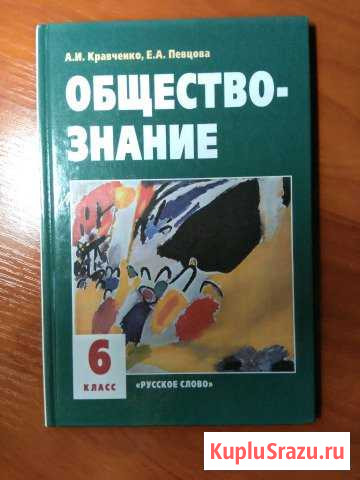 А.И. Кравченко, Е.А. Певцова
ОБЩЕСТВО-
ЗНАНИЕ
6
КЛАСС
«РУССКОЕ СЛОВО»
KupluSrazu.ru